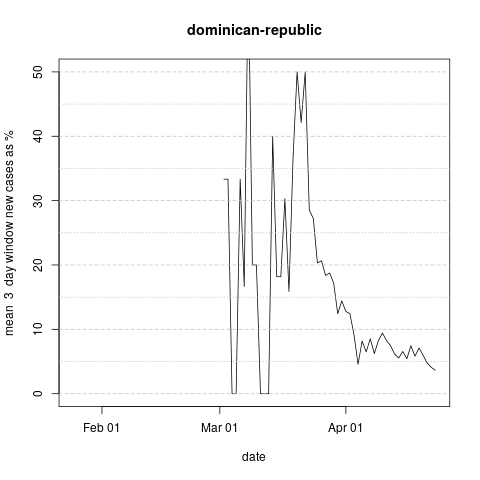 dominican-republic
mean  3  day window new cases as %
50
40
30
20
10
0
Feb 01
Mar 01
Apr 01
date